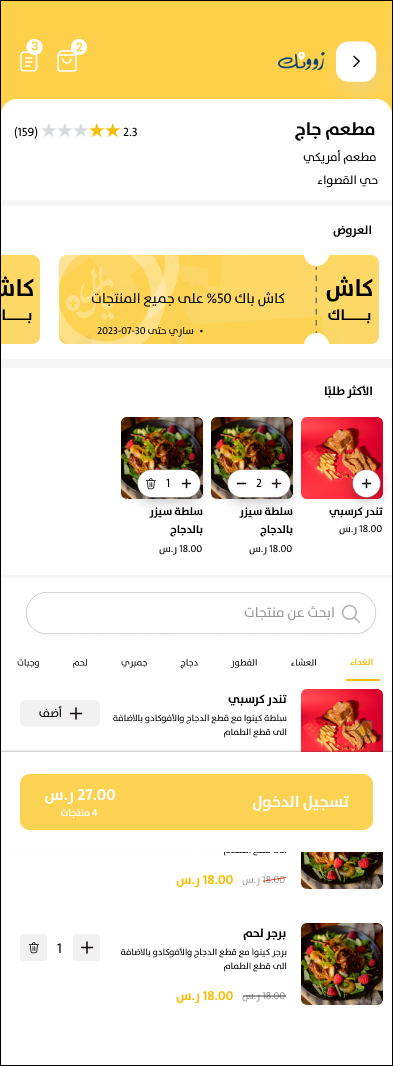 3
2
زوونك
مطعم جاج
2.3
(159)
مطعم أمريكي
حي القصواء
العروض
كاش
بـــــاك
كاش باك 50% على جميع المنتجات
• ساري حتى 30-07-2023
كاش
بـــــاك
الأكثر طلبًا
2
1
تندر كرسبي
18.00 ر.س
سلطة سيزر
بالدجاج
18.00 ر.س
سلطة سيزر
بالدجاج
18.00 ر.س
ابحث عن منتجات
الغداء
العشاء
الفطور
دجاج
جمبري
لحم
وجبات
تندر كرسبي
سلطة كينوا مع قطع الدجاج والأفوكادو بالاضافة
الى قطع الطمام
أضف
تسجيل الدخول
27.00 ر.س
4 منتجات
18.00 ر.س
18.00 ر.س
برجر لحم
برجر كينوا مع قطع الدجاج والأفوكادو بالاضافة
الى قطع الطمام
1
18.00 ر.س
18.00 ر.س